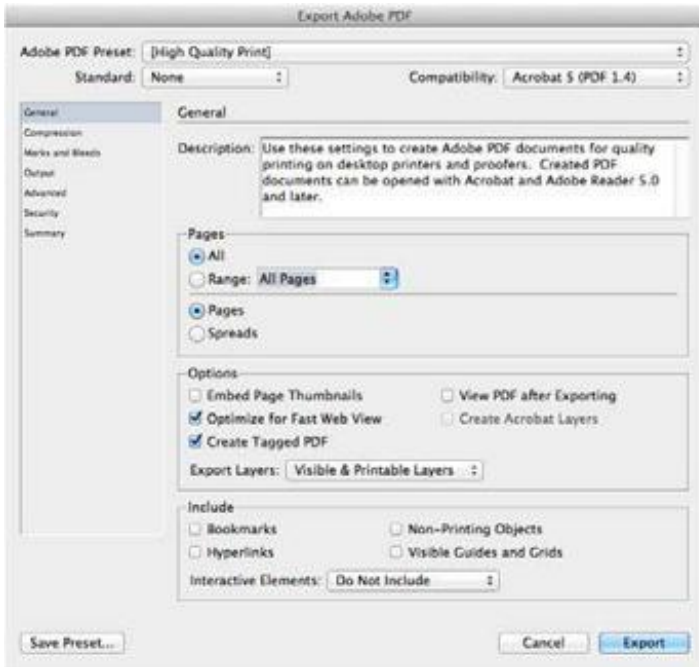 Export Adobe PDF
Adobe PDF Preset: [High Quality Print]
Standard: None Compatibility: Acrobat 5 (PDF 1.4)
General
Compression
Marks and Bleeds
Output
Advanced
Security
Summary
General
Description: Use these settings to create Adobe PDF documents for quality
printing on desktop printers and proofers. Created PDF
documents can be opened with Acrobat and Adobe Reader 5.0
and later.
Pages
All
Range: All Pages
Pages
Spreads
Options
Embed Page Thumbnails View PDF after Exporting
Optimize for Fast Web View Create Acrobat Layers
Create Tagged PDF
Export Layers: Visible & Printable Layers
Include
Bookmarks Non-Printing Objects
Hyperlinks Visible Guides and Grids
Interactive Elements: Do Not Include
Save Preset... Cancel Export